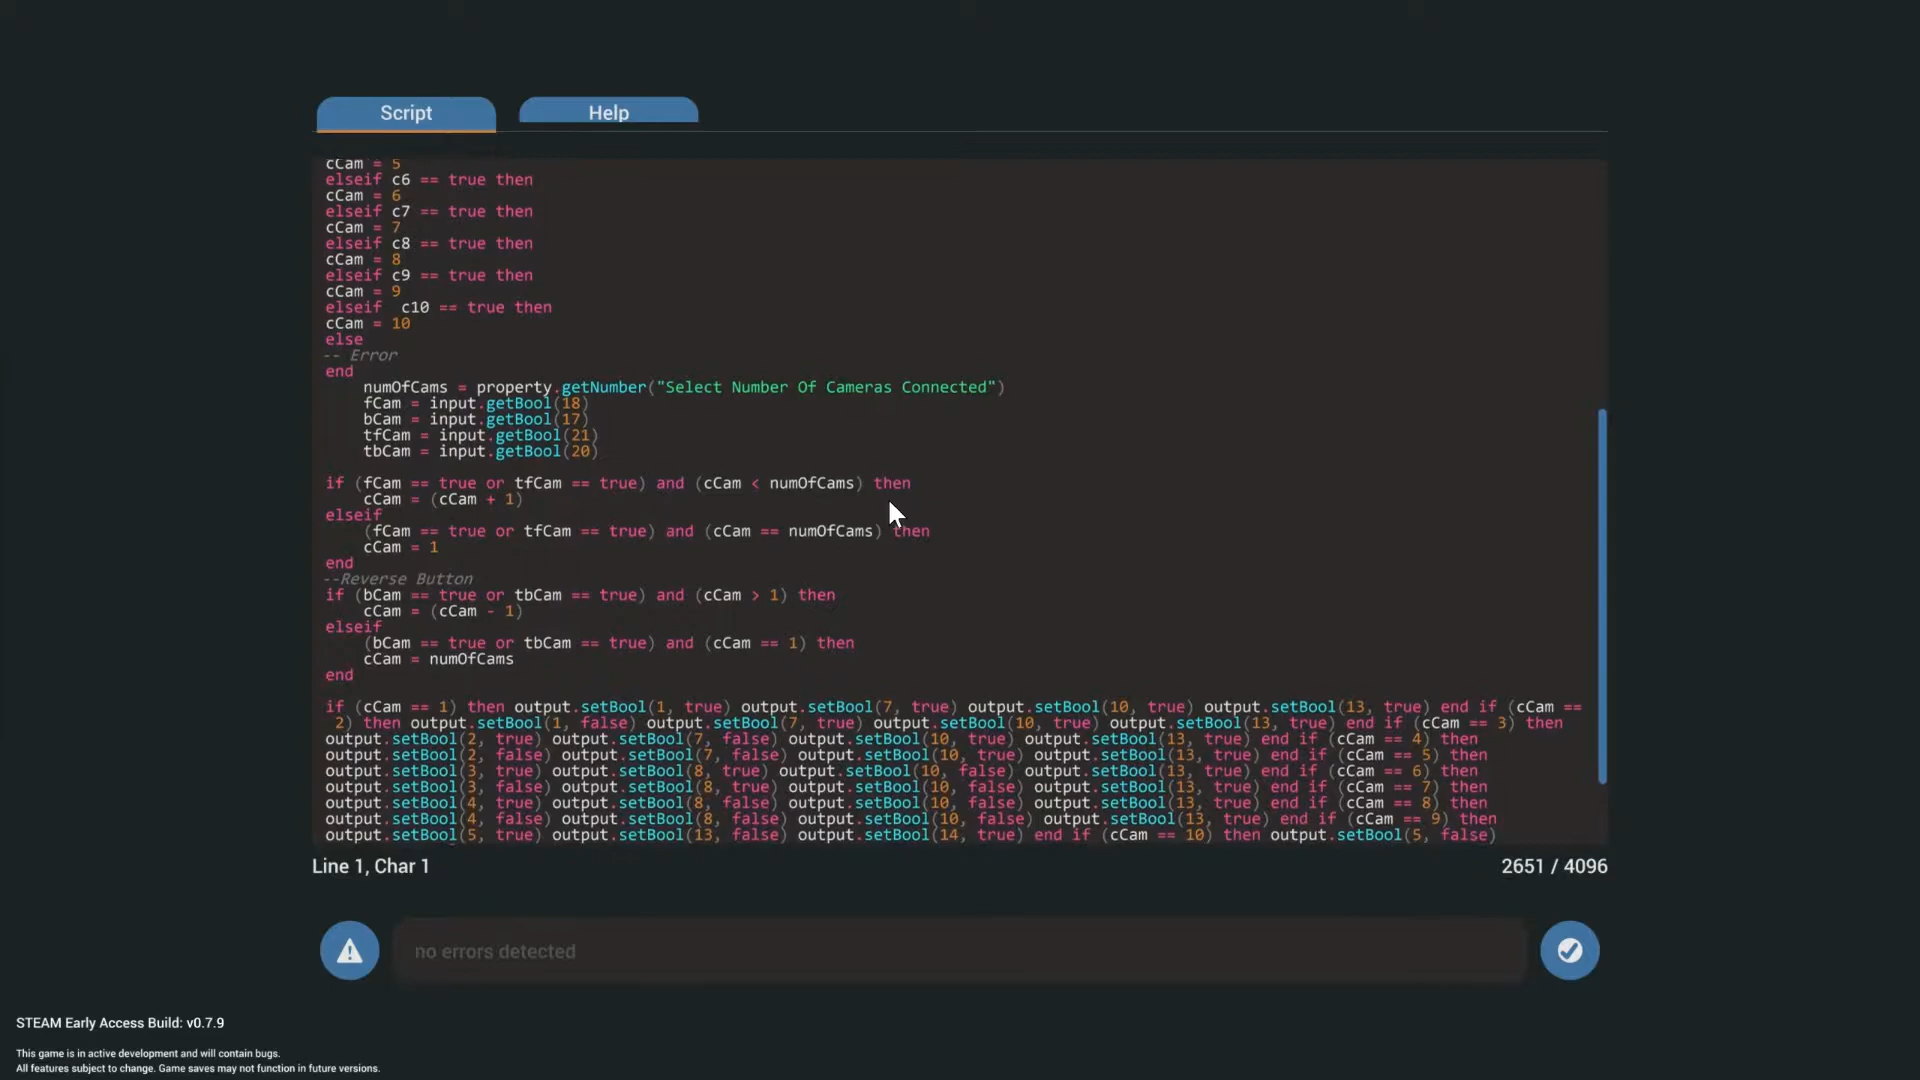 Script
Help
cCam = 5
elseif c6 == true then
cCam = 6
elseif c7 == true then
cCam = 7
elseif c8 == true then
cCam = 8
elseif c9 == true then
cCam = 9
elseif  c10 == true then
cCam = 10
else
-- Error
end
    numOfCams = property.getNumber("Select Number Of Cameras Connected")
    fCam = input.getBool(18)
    bCam = input.getBool(17)
    tfCam = input.getBool(21)
    tbCam = input.getBool(20)
if (fCam == true or tfCam == true) and (cCam < numOfCams) then
    cCam = (cCam + 1)
elseif
    (fCam == true or tfCam == true) and (cCam == numOfCams) then
    cCam = 1
end
--Reverse Button
if (bCam == true or tbCam == true) and (cCam > 1) then
    cCam = (cCam - 1)
elseif
    (bCam == true or tbCam == true) and (cCam == 1) then
    cCam = numOfCams
end
if (cCam == 1) then output.setBool(1, true) output.setBool(7, true) output.setBool(10, true) output.setBool(13, true) end if (cCam ==
2) then output.setBool(1, false) output.setBool(7, true) output.setBool(10, true) output.setBool(13, true) end if (cCam == 3) then
output.setBool(2, true) output.setBool(7, false) output.setBool(10, true) output.setBool(13, true) end if (cCam == 4) then
output.setBool(2, false) output.setBool(7, false) output.setBool(10, true) output.setBool(13, true) end if (cCam == 5) then
output.setBool(3, true) output.setBool(8, true) output.setBool(10, false) output.setBool(13, true) end if (cCam == 6) then
output.setBool(3, false) output.setBool(8, true) output.setBool(10, false) output.setBool(13, true) end if (cCam == 7) then
output.setBool(4, true) output.setBool(8, false) output.setBool(10, false) output.setBool(13, true) end if (cCam == 8) then
output.setBool(4, false) output.setBool(8, false) output.setBool(10, false) output.setBool(13, true) end if (cCam == 9) then
output.setBool(5, true) output.setBool(13, false) output.setBool(14, true) end if (cCam == 10) then output.setBool(5, false)
Line 1, Char 1
2651 / 4096
no errors detected
STEAM Early Access Build: v0.7.9
This game is in active development and will contain bugs.
All features subject to change. Game saves may not function in future versions.